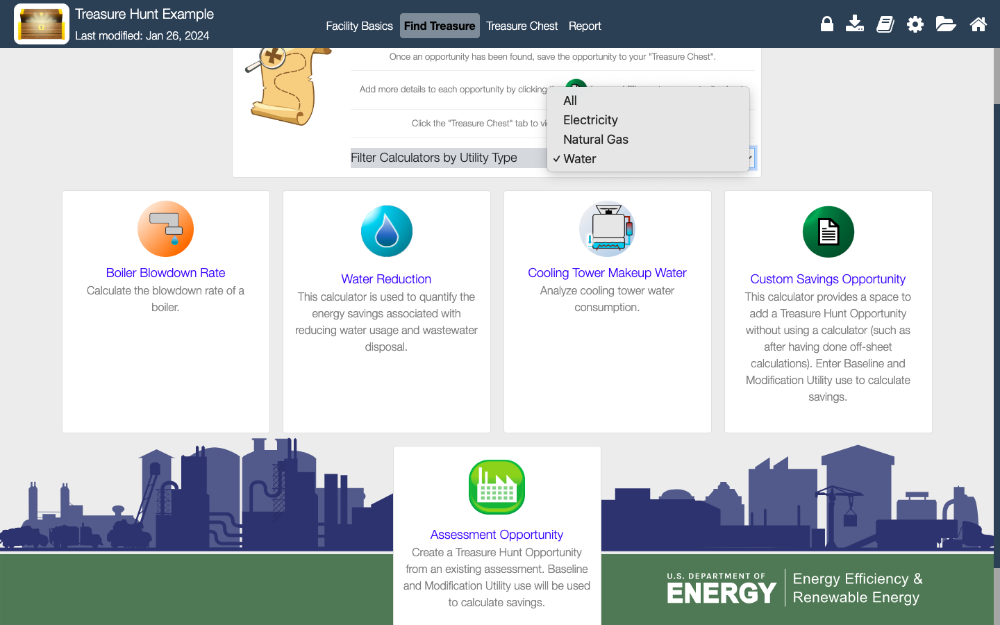 Treasure Hunt Example
Last modified: Jan 26, 2024
Facility Basics
Find Treasure
Treasure Chest
Report
Once an opportunity has been found, save the opportunity to your "Treasure Chest".
Add more details to each opportunity by clicking
Click the "Treasure Chest" tab to
Filter Calculators by Utility Type
All
Electricity
Natural Gas
✓ Water
Boiler Blowdown Rate
Calculate the blowdown rate of a
boiler.
Water Reduction
This calculator is used to quantify the
energy savings associated with
reducing water usage and wastewater
disposal.
Cooling Tower Makeup Water
Analyze cooling tower water
consumption.
Custom Savings Opportunity
This calculator provides a space to
add a Treasure Hunt Opportunity
without using a calculator (such as
after having done off-sheet
calculations). Enter Baseline and
Modification Utility use to calculate
savings.
Assessment Opportunity
Create a Treasure Hunt Opportunity
from an existing assessment. Baseline
and Modification Utility use will be used
to calculate savings.
U.S. DEPARTMENT OF
ENERGY
Energy Efficiency &
Renewable Energy